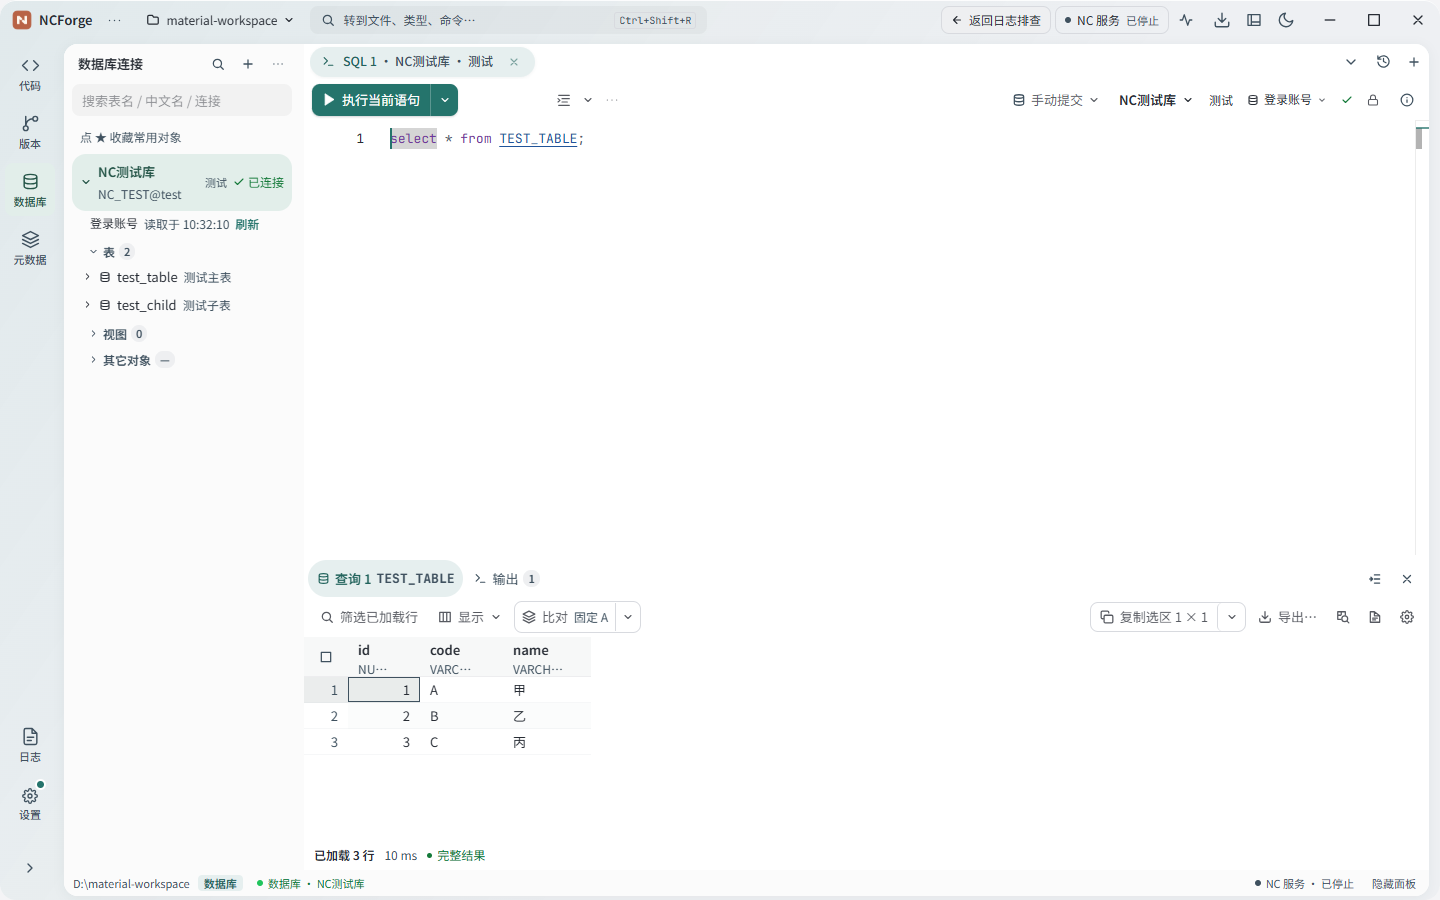 NCForge ··· material-workspace 转到文件、类型、命令··· Ctrl+Shift+R 返回日志排查 NC 服务 已停止
代码
版本
数据库
元数据
日志
设置
数据库连接 ···
搜索表名 / 中文名 / 连接
点 ★ 收藏常用对象
NC测试库
NC_TEST@test
测试 已连接
登录账号 读取于 10:32:10 刷新
表 2
test_table 测试主表
test_child 测试子表
视图 0
其它对象 —
SQL 1 • NC测试库 • 测试
执行当前语句 ··· 手动提交 NC测试库 测试 登录账号
1 select * from TEST_TABLE;
查询 1 TEST_TABLE 输出 1
筛选已加载行 显示 比对 固定 A 复制选区 1 × 1 导出···
id code name
NU··· VARC··· VARCH···
1 1 A 甲
2 2 B 乙
3 3 C 丙
已加载 3 行 10 ms 完整结果
D:\material-workspace 数据库 数据库 • NC测试库 NC 服务 • 已停止 隐藏面板